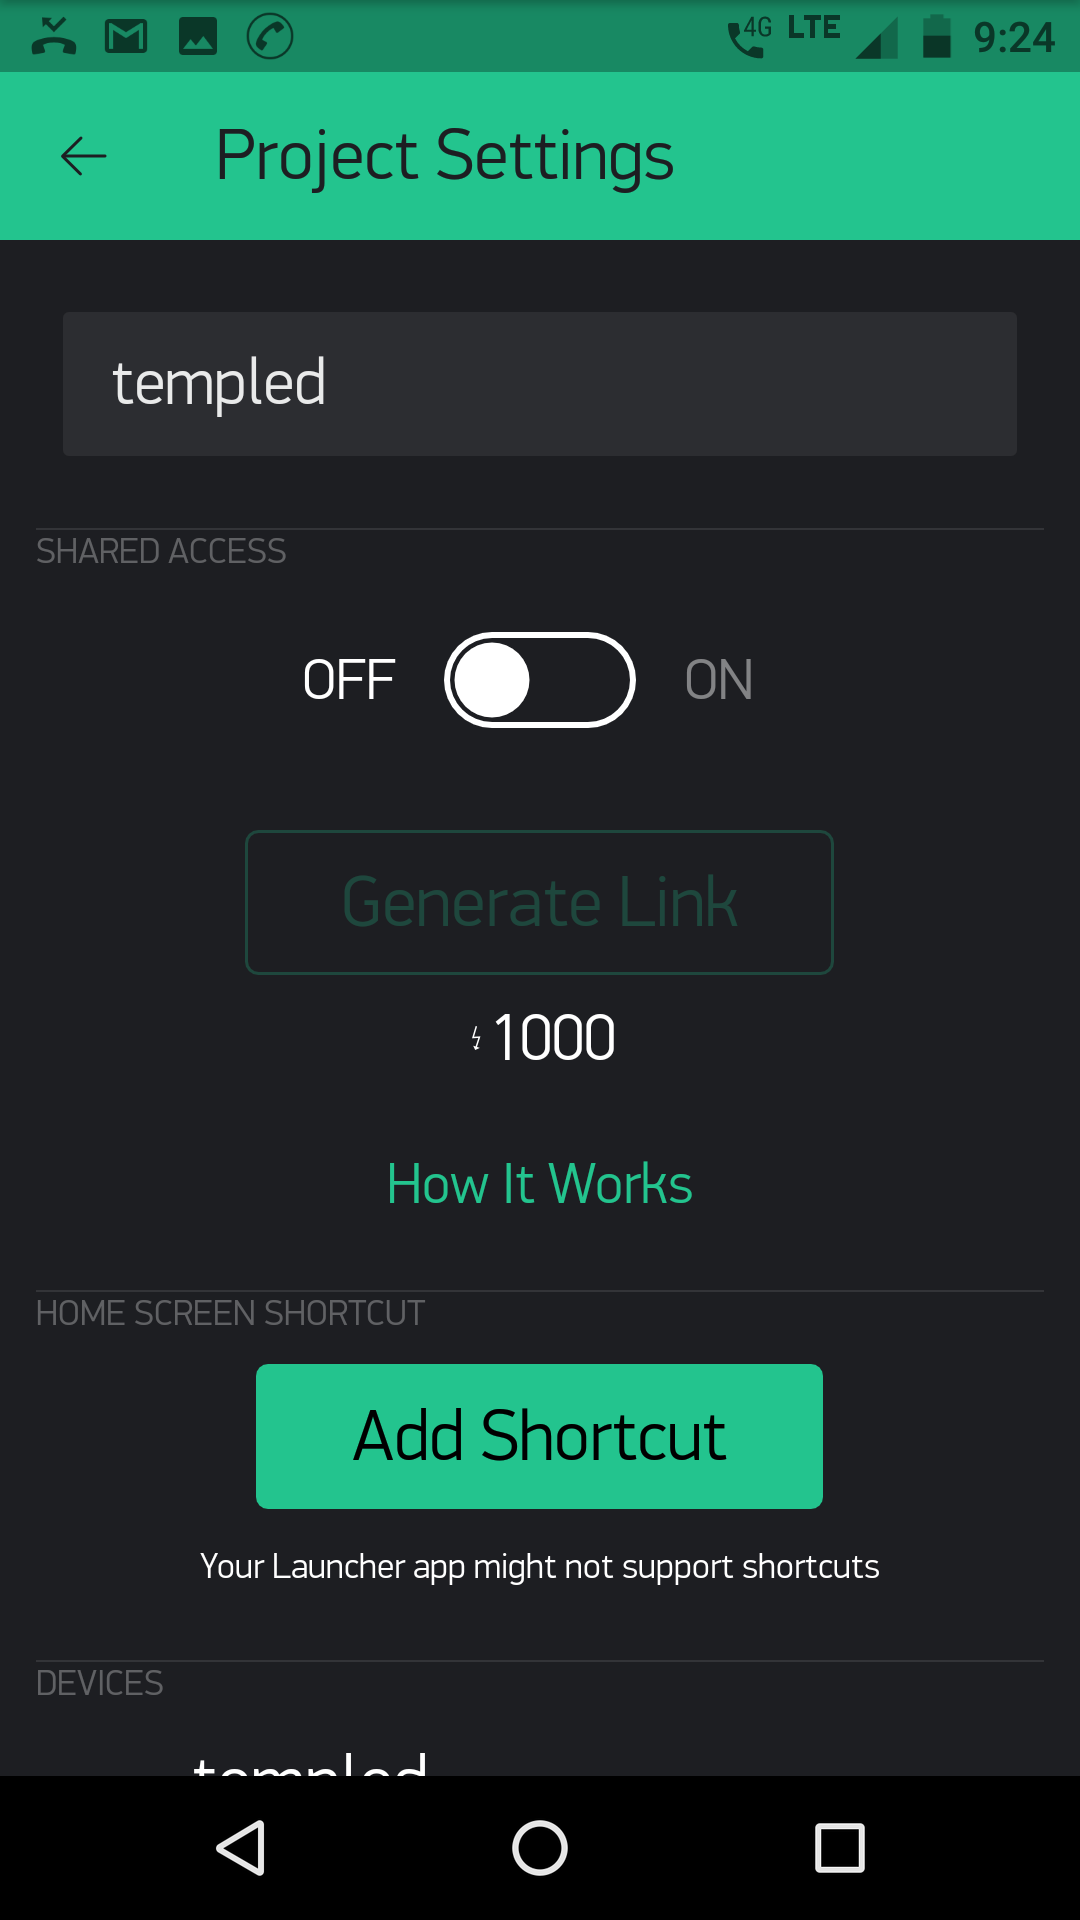 4G LTE 9:24
Project Settings
templed
SHARED ACCESS
OFF ON
Generate Link
1000
How It Works
HOME SCREEN SHORTCUT
Add Shortcut
Your Launcher app might not support shortcuts
DEVICES
templed